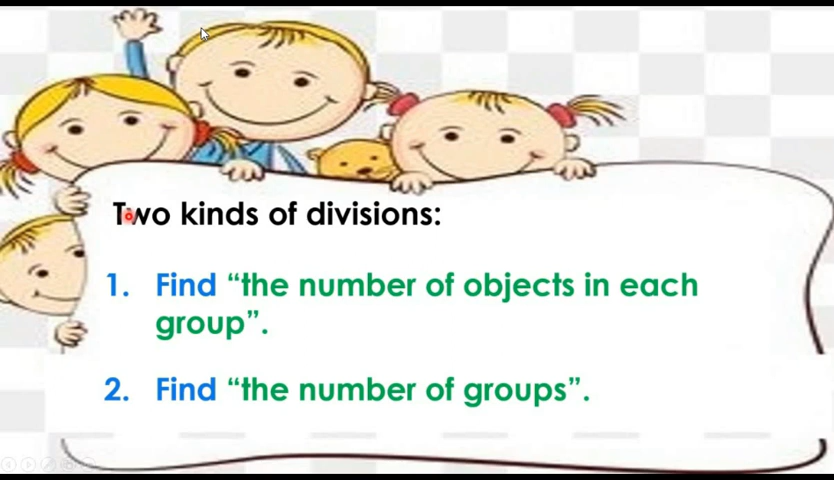 Two kinds of divisions:
1. Find “the number of objects in each
group”.
2. Find “the number of groups”.